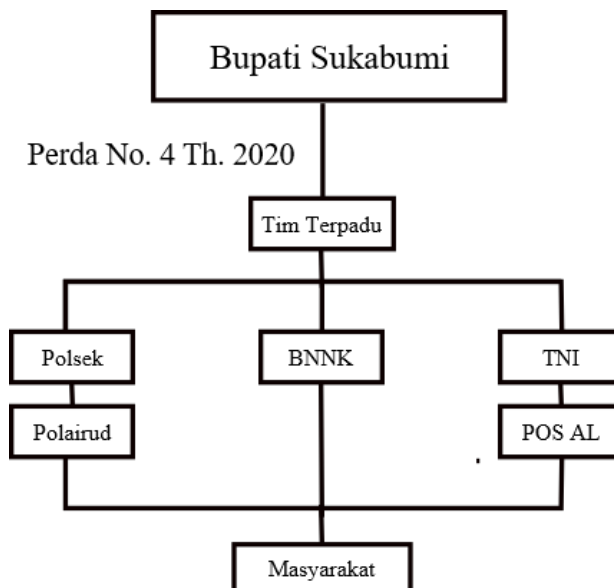 Bupati Sukabumi
Perda No. 4 Th. 2020
Tim Terpadu
Polsek
BNNK
TNI
Polairud
POS AL
Masyarakat